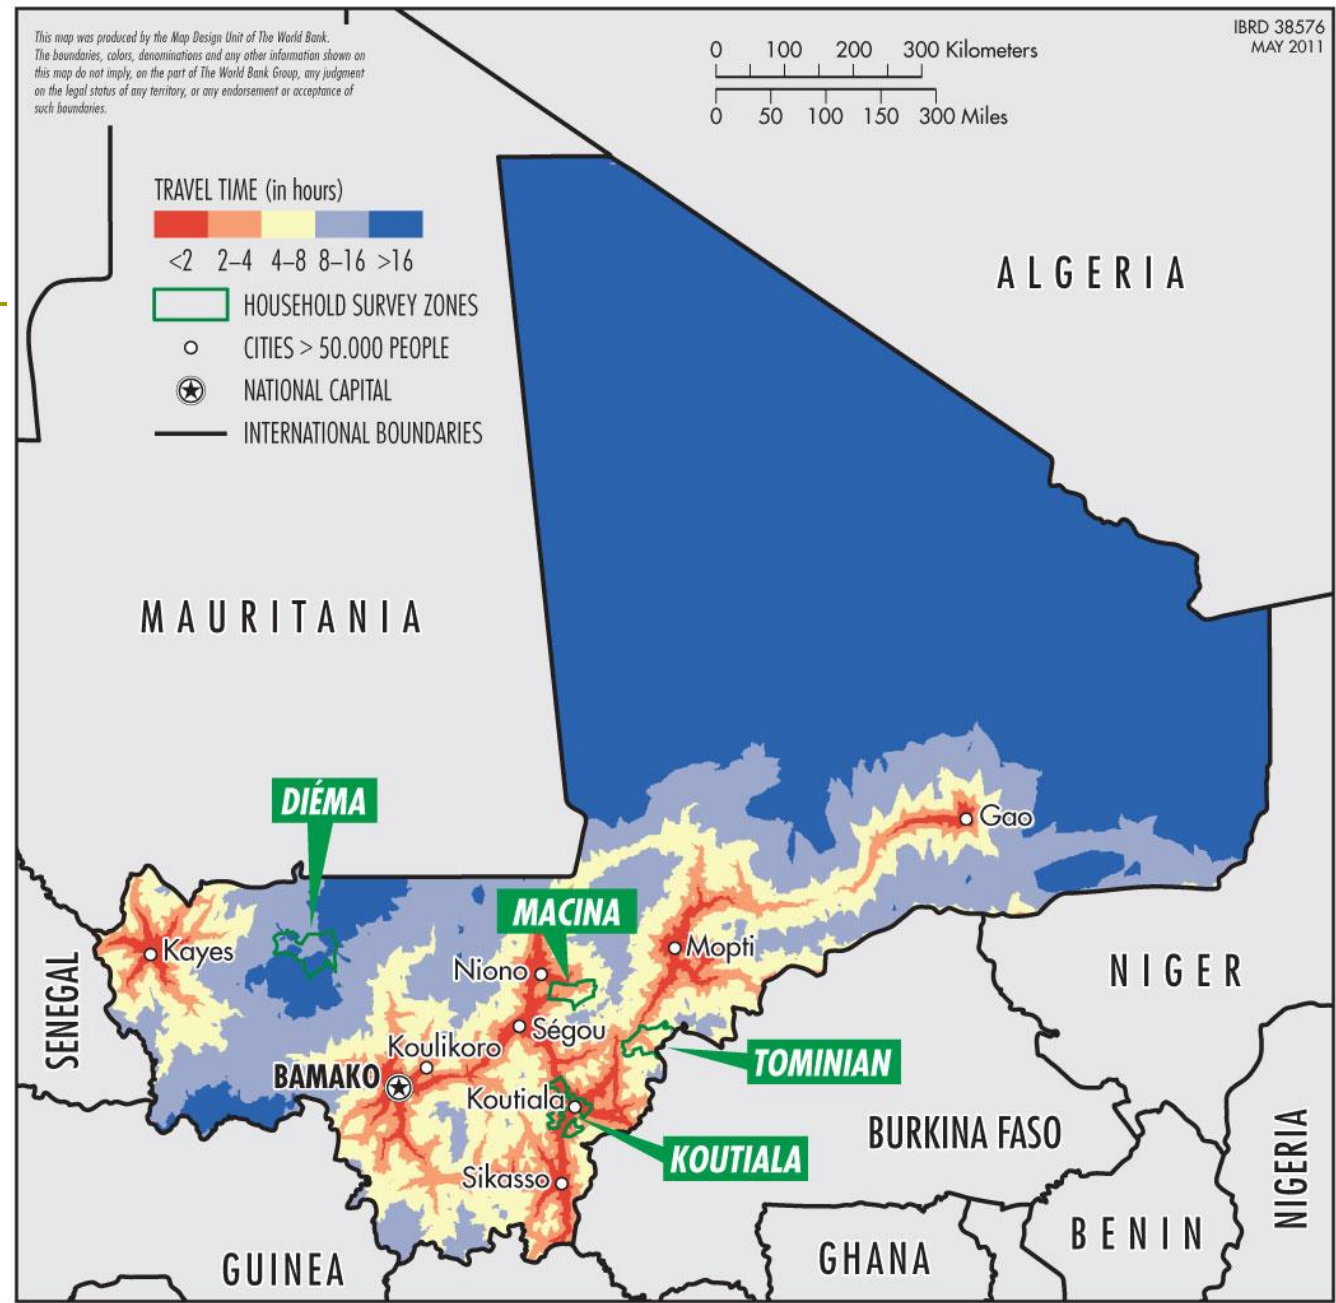 This map was produced by the Map Design Unit of The World Bank.
The boundaries, colors, denominations and any other information shown on
this map do not imply, on the part of The World Bank Group, any judgment
on the legal status of any territory, or any endorsement or acceptance of
such boundaries.
IBRD 38576
MAY 2011
0 100 200 300 Kilometers
0 50 100 150 300 Miles
TRAVEL TIME (in hours)
<2 2–4 4–8 8–16 >16
HOUSEHOLD SURVEY ZONES
CITIES > 50.000 PEOPLE
NATIONAL CAPITAL
INTERNATIONAL BOUNDARIES
ALGERIA
MAURITANIA
DIÉMA
Gao
MACINA
Kayes
Mopti
Niono
NIGER
SENEGAL
Ségou
Koulikoro
BAMAKO
TOMINIAN
Koutiala
BURKINA FASO
KOUTIALA
NIGERIA
Sikasso
BENIN
GUINEA
GHANA